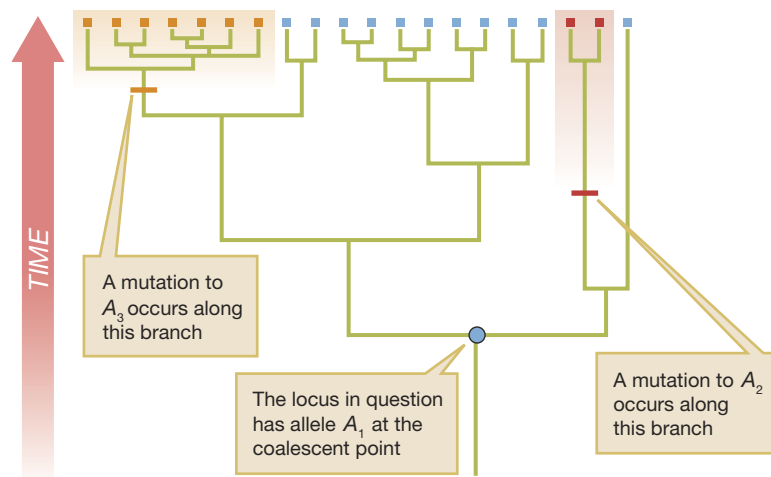 TIME
A mutation to
A3 occurs along
this branch
The locus in question
has allele A1 at the
coalescent point
A mutation to A2
occurs along
this branch